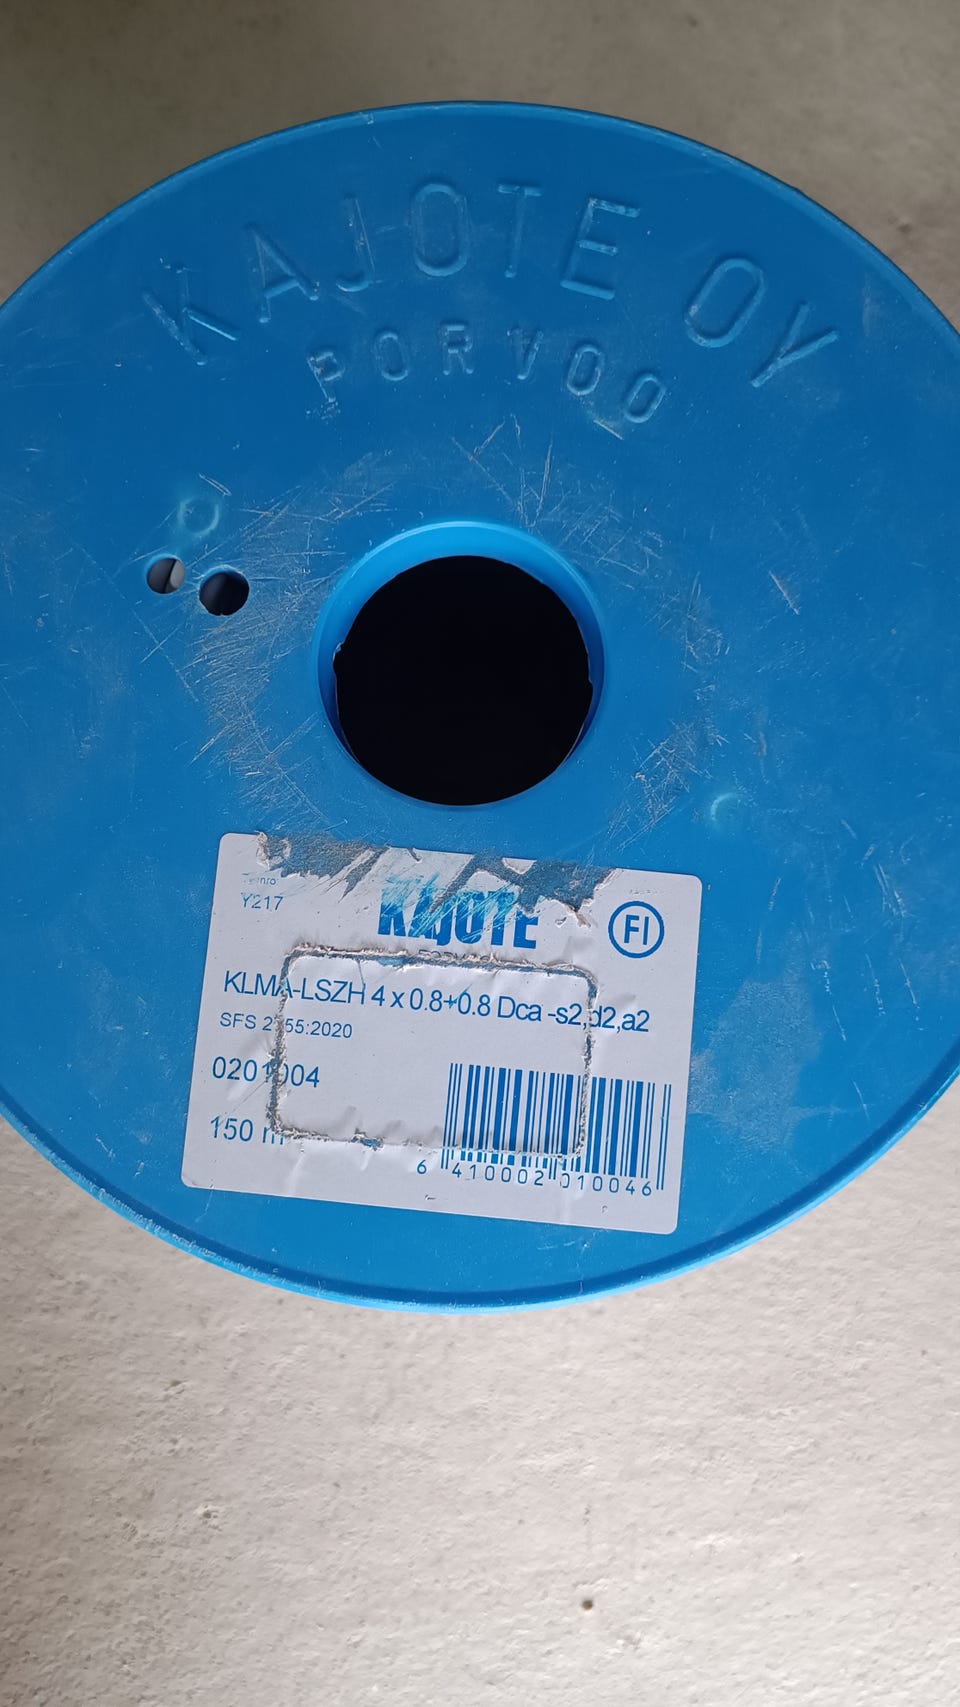 KAJOTE OY
PORVOO
Y217
KAJOTE
FI
KLMA-LSZH 4 x 0.8+0.8 Dca -s2,d2,a2
0201004
150 m
6 410002 010046